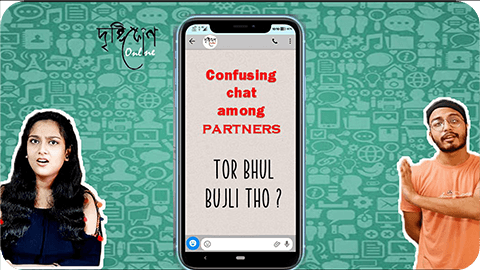 দৃষ্টিকোণ
Online
Confusing
chat
among
PARTNERS
TOR BHUL
BUJLI THO ?